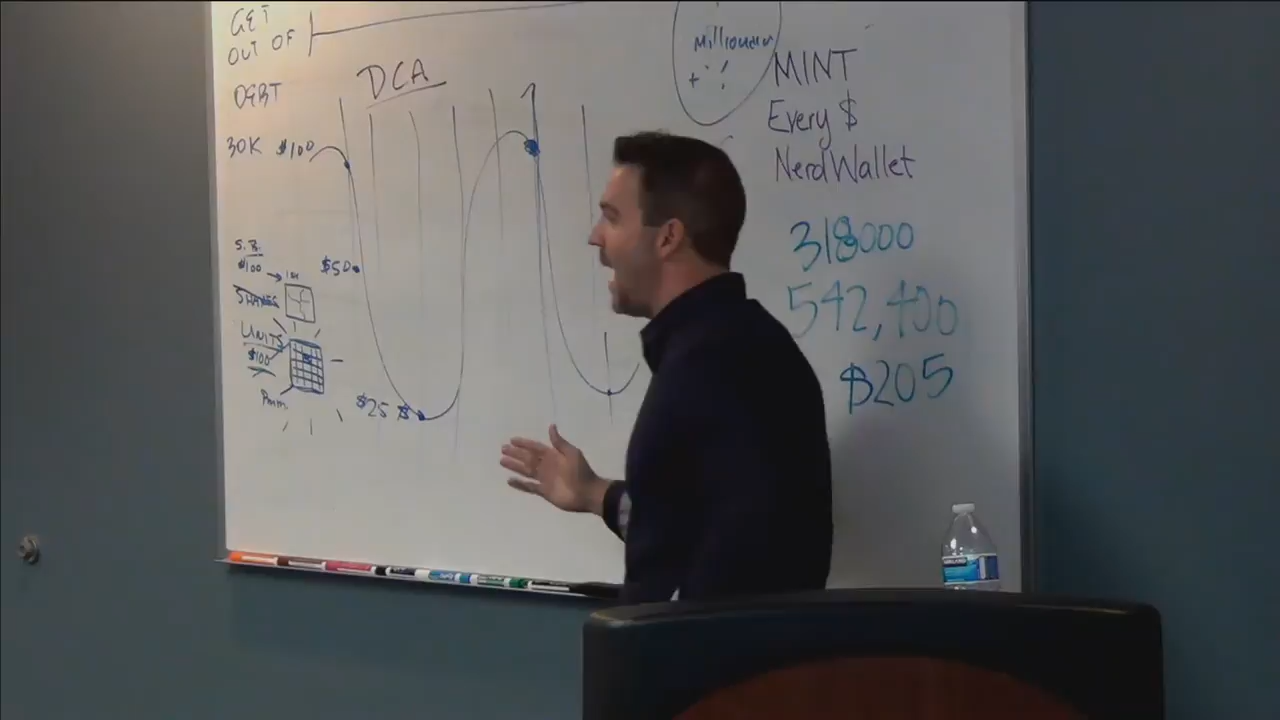 GET
OUT OF
DEBT
30K $100
DCA
Millionaire
+
MINT
Every $
NerdWallet
318000
542,400
$205
S.B.
$100
101
SHARES
UNITS
$100
$50
$25 $